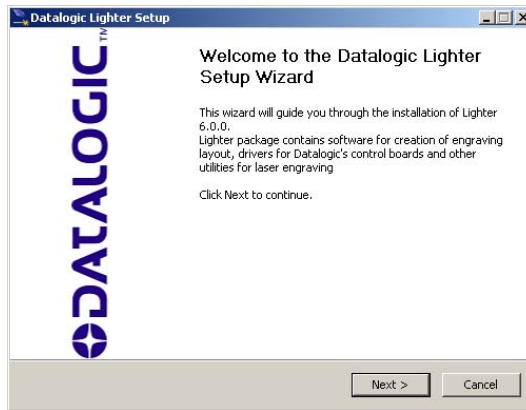 Datalogic Lighter Setup
DATALOGIC™
Welcome to the Datalogic Lighter
Setup Wizard
This wizard will guide you through the installation of Lighter
6.0.0.
Lighter package contains software for creation of engraving
layout, drivers for Datalogic's control boards and other
utilities for laser engraving
Click Next to continue.
Next >
Cancel